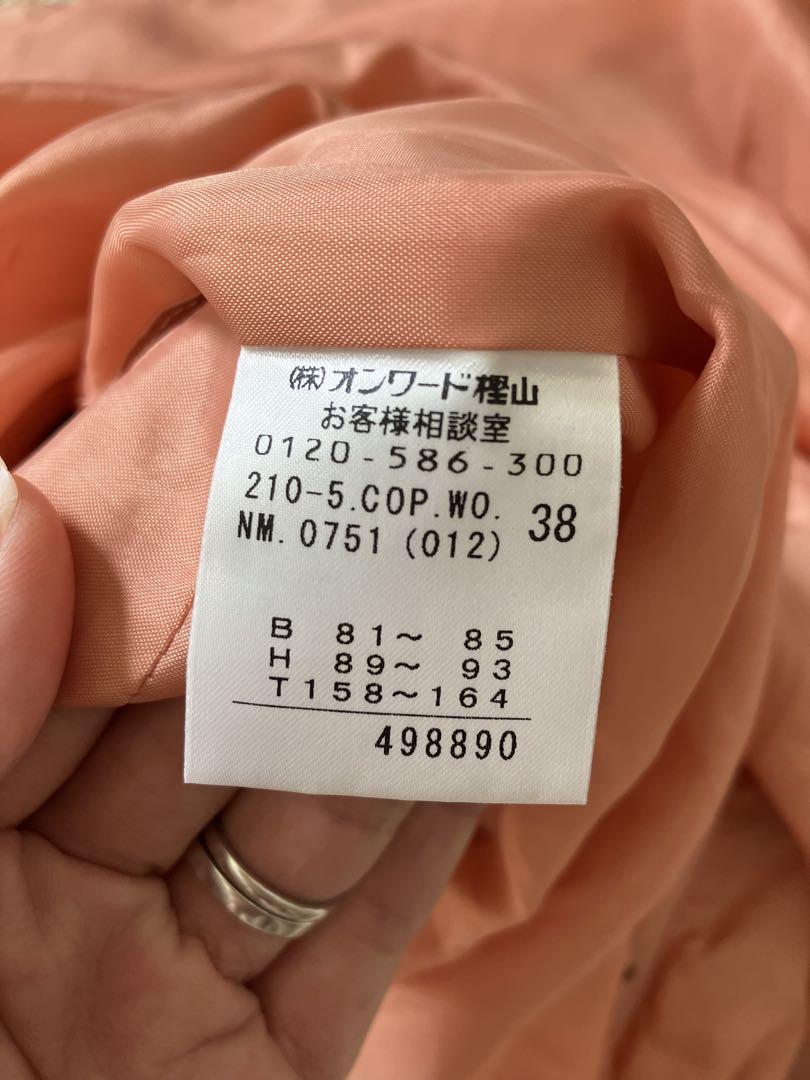 (株)オンワード樫山
お客様相談室
0120-586-300
210-5.COP.WO. 38
NM. 0751 (012)
B 81～ 85
H 89～ 93
T158～164
498890